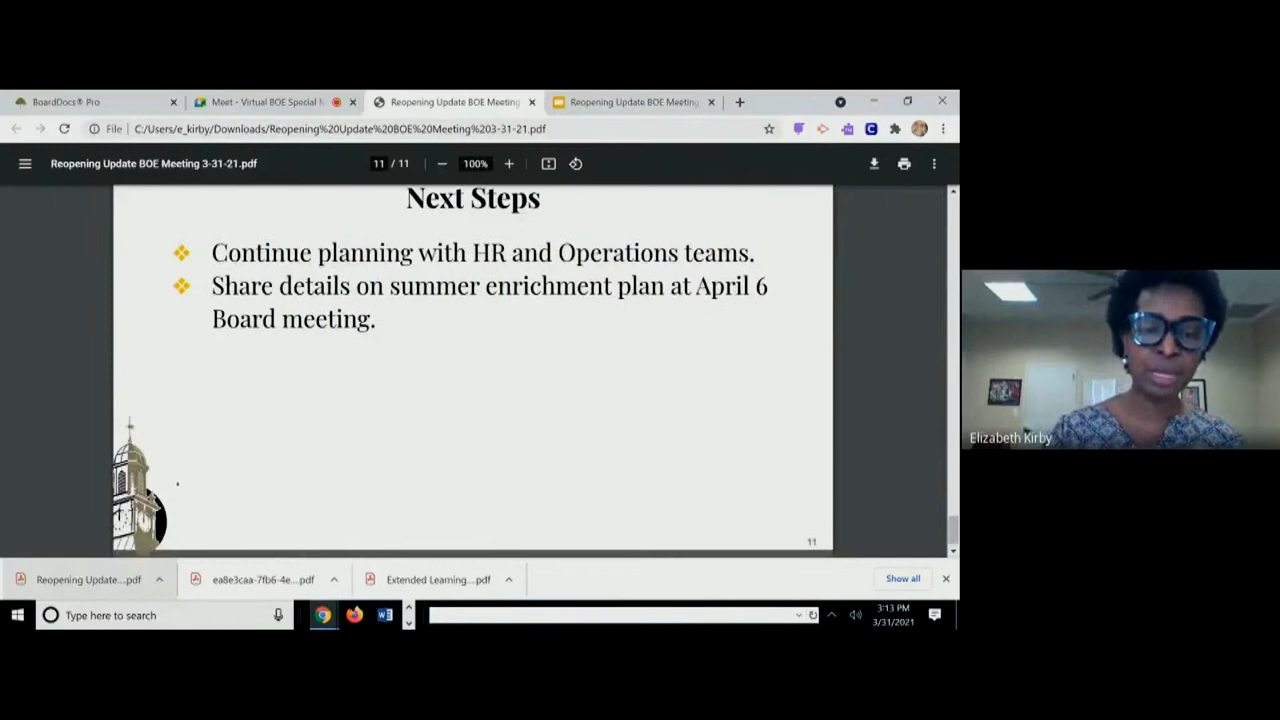 BoardDocs® Pro
Meet - Virtual BOE Special M
Reopening Update BOE Meeting
Reopening Update BOE Meeting
File
C:/Users/e_kirby/Downloads/Reopening%20Update%20BOE%20Meeting%203-31-21.pdf
Reopening Update BOE Meeting 3-31-21.pdf
11 / 11
100%
Next Steps
Continue planning with HR and Operations teams.
Share details on summer enrichment plan at April 6
Board meeting.
Elizabeth Kirby
11
Reopening Update....pdf
ea8e3caa-7fb6-4e....pdf
Extended Learning....pdf
Show all
Type here to search
3:13 PM
3/31/2021